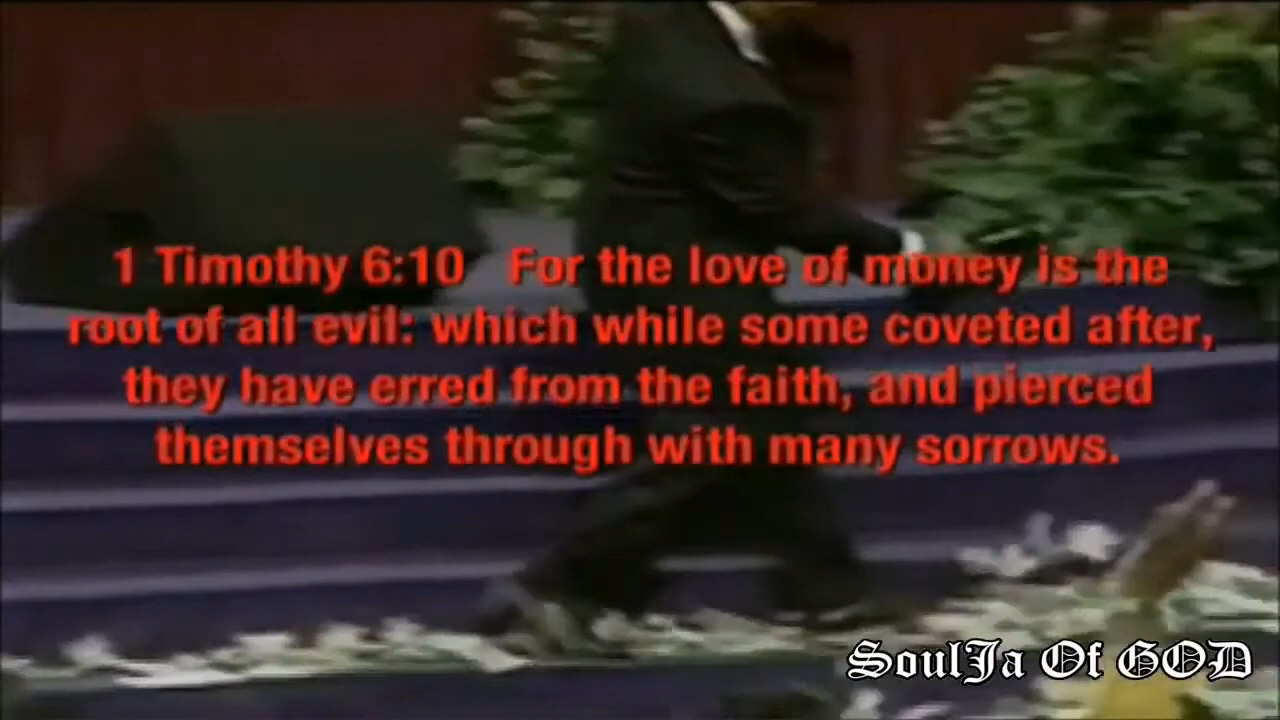 1 Timothy 6:10 For the love of money is the
root of all evil: which while some coveted after,
they have erred from the faith, and pierced
themselves through with many sorrows.
SoulJa Of GOD